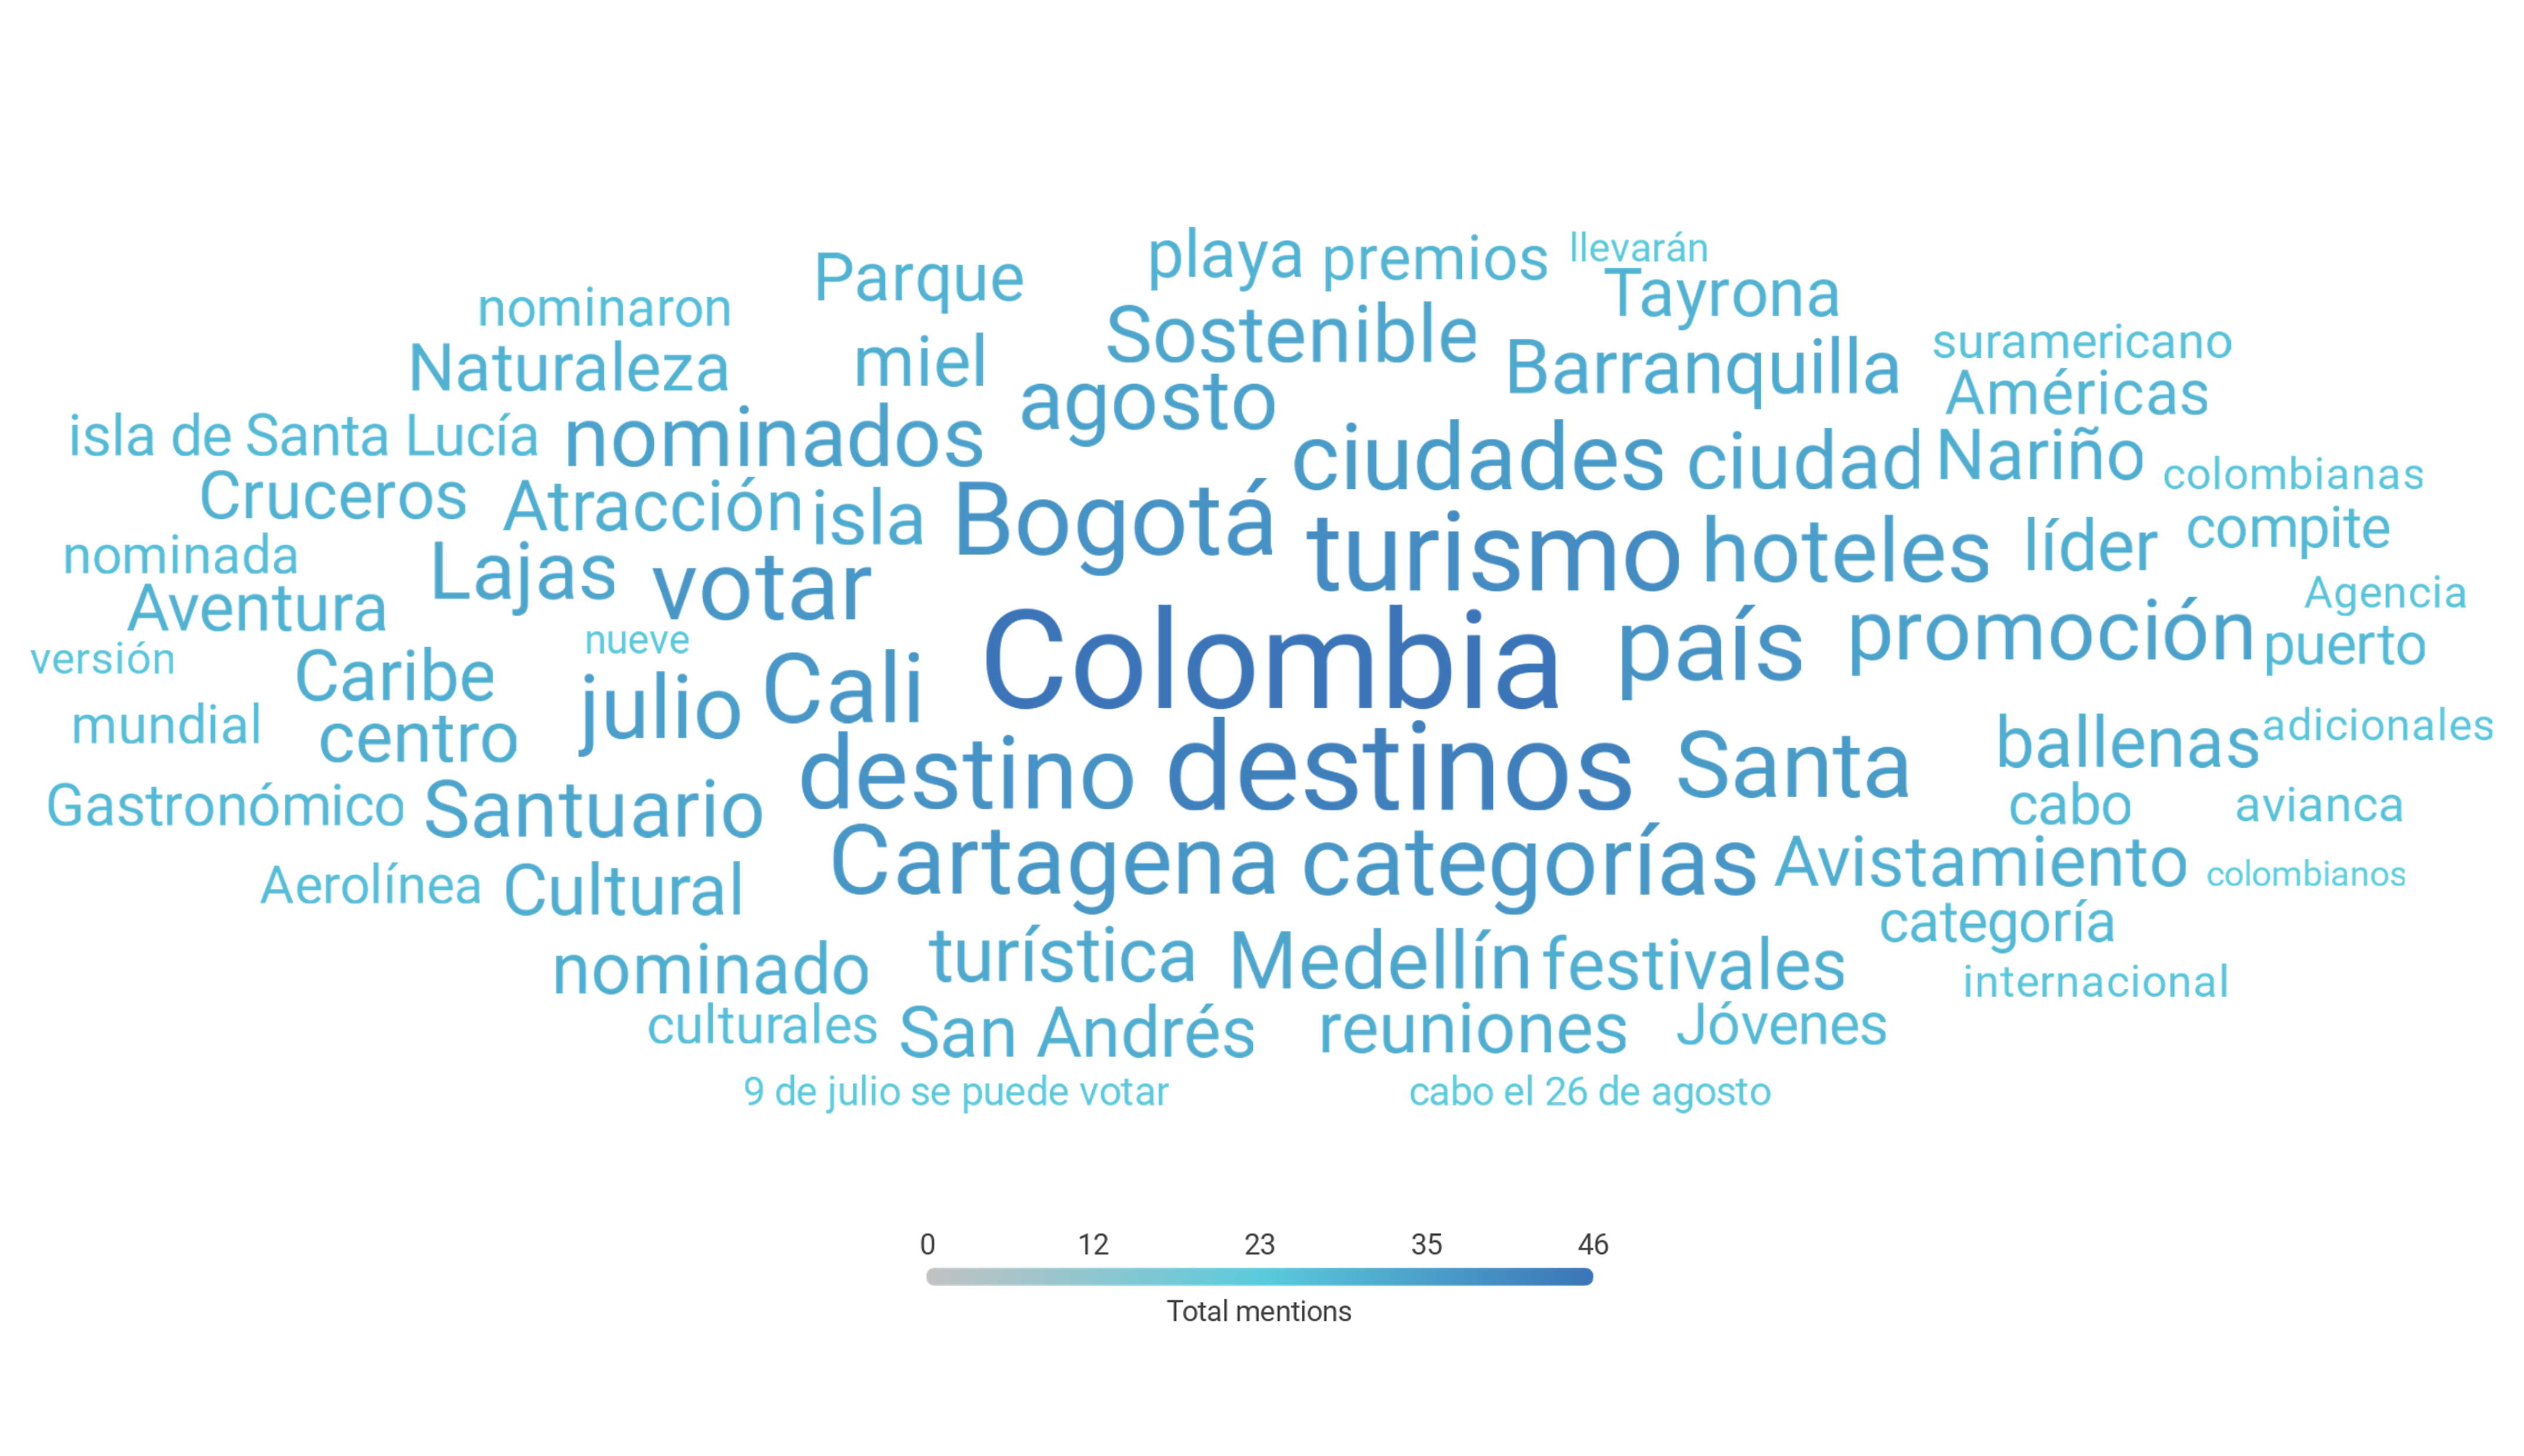 playa premios llevarán
Parque Tayrona
nominaron Sostenible suramericano
Naturaleza miel Barranquilla Américas
agosto
isla de Santa Lucía nominados ciudades ciudad Nariño colombianas
Cruceros Atracción isla Bogotá compite
nominada Lajas votar turismo hoteles líder
Aventura Agencia
versión nueve Colombia país promoción puerto
Caribe julio Cali
mundial centro ballenas adicionales
destino destinos Santa
Gastronómico Santuario cabo avianca
Cartagena categorías Avistamiento colombianos
Aerolínea Cultural
categoría
nominado turística Medellín festivales internacional
culturales San Andrés reuniones Jóvenes
9 de julio se puede votar cabo el 26 de agosto
0 12 23 35 46
Total mentions